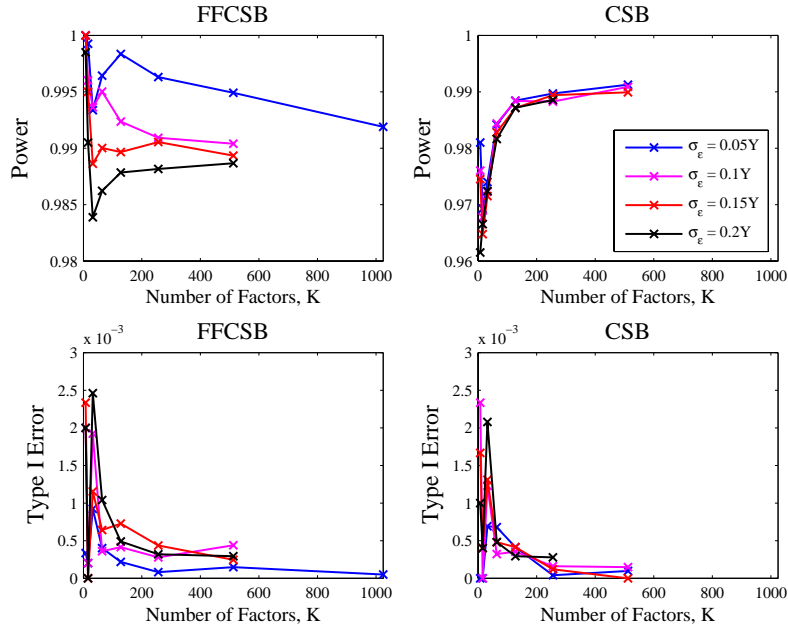 FFCSB
1
0.995
0.99
0.985
0.98
Power
0 200 400 600 800 1000
Number of Factors, K
CSB
1
0.99
0.98
0.97
0.96
Power
σε = 0.05Y
σε = 0.1Y
σε = 0.15Y
σε = 0.2Y
0 200 400 600 800 1000
Number of Factors, K
FFCSB
x 10⁻³
3
2.5
2
1.5
1
0.5
0
Type I Error
0 200 400 600 800 1000
Number of Factors, K
CSB
x 10⁻³
3
2.5
2
1.5
1
0.5
0
Type I Error
0 200 400 600 800 1000
Number of Factors, K